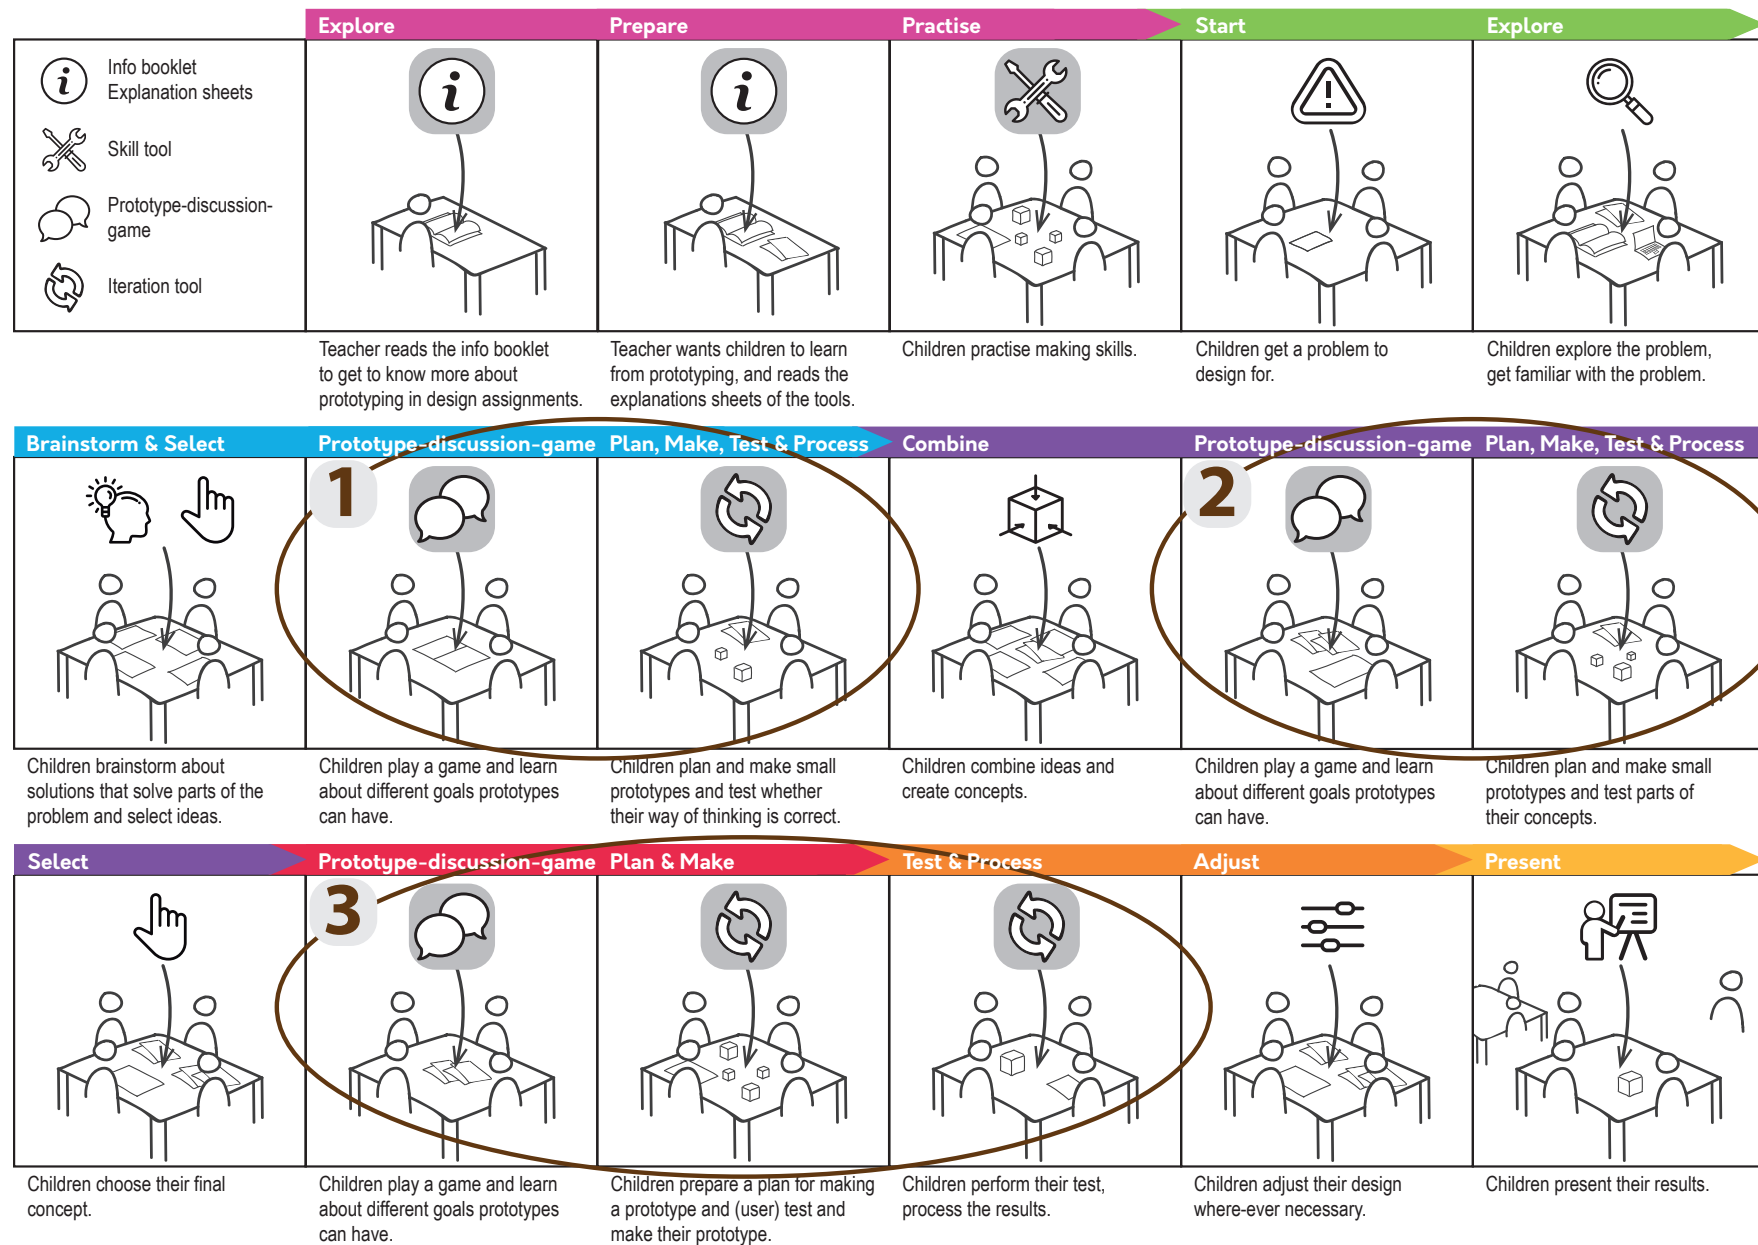 Explore
Prepare
Practise
Start
Explore
Info booklet
Explanation sheets
Skill tool
Prototype-discussion-
game
Iteration tool
i
i
i
Teacher reads the info booklet
to get to know more about
prototyping in design assignments.
Teacher wants children to learn
from prototyping, and reads the
explanations sheets of the tools.
Children practise making skills.
Children get a problem to
design for.
Children explore the problem,
get familiar with the problem.
Brainstorm & Select
Prototype-discussion-game
Plan, Make, Test & Process
Combine
Prototype-discussion-game
Plan, Make, Test & Process
1
2
Children brainstorm about
solutions that solve parts of the
problem and select ideas.
Children play a game and learn
about different goals prototypes
can have.
Children plan and make small
prototypes and test whether
their way of thinking is correct.
Children combine ideas and
create concepts.
Children play a game and learn
about different goals prototypes
can have.
Children plan and make small
prototypes and test parts of
their concepts.
Select
Prototype-discussion-game
Plan & Make
Test & Process
Adjust
Present
3
Children choose their final
concept.
Children play a game and learn
about different goals prototypes
can have.
Children prepare a plan for making
a prototype and (user) test and
make their prototype.
Children perform their test,
process the results.
Children adjust their design
where-ever necessary.
Children present their results.